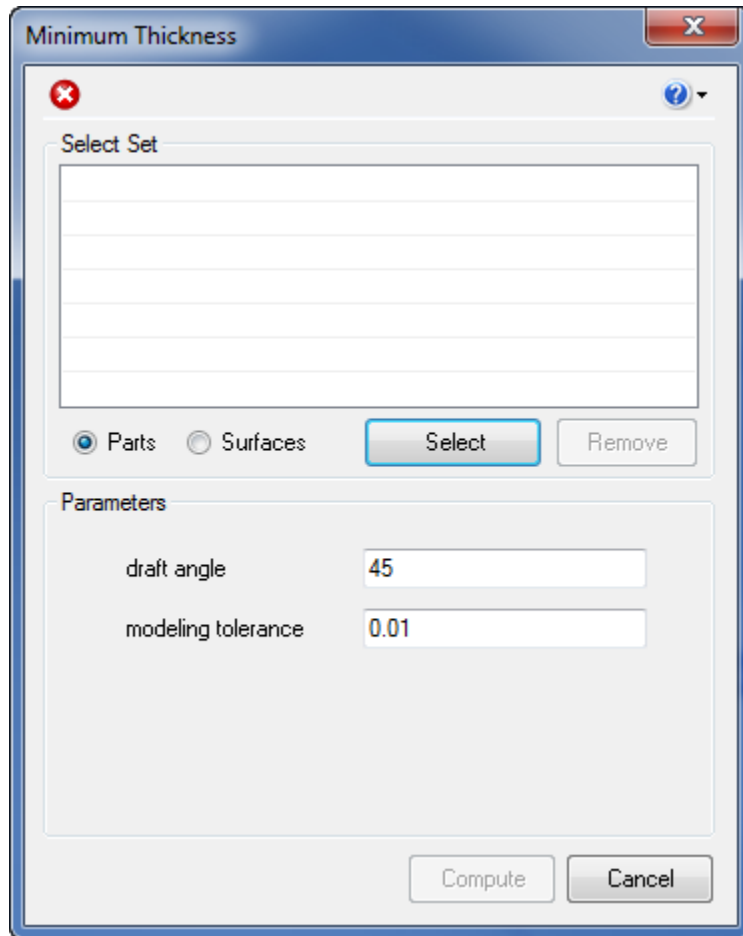 Minimum Thickness
Select Set
Parts Surfaces Select Remove
Parameters
draft angle 45
modeling tolerance 0.01
Compute Cancel